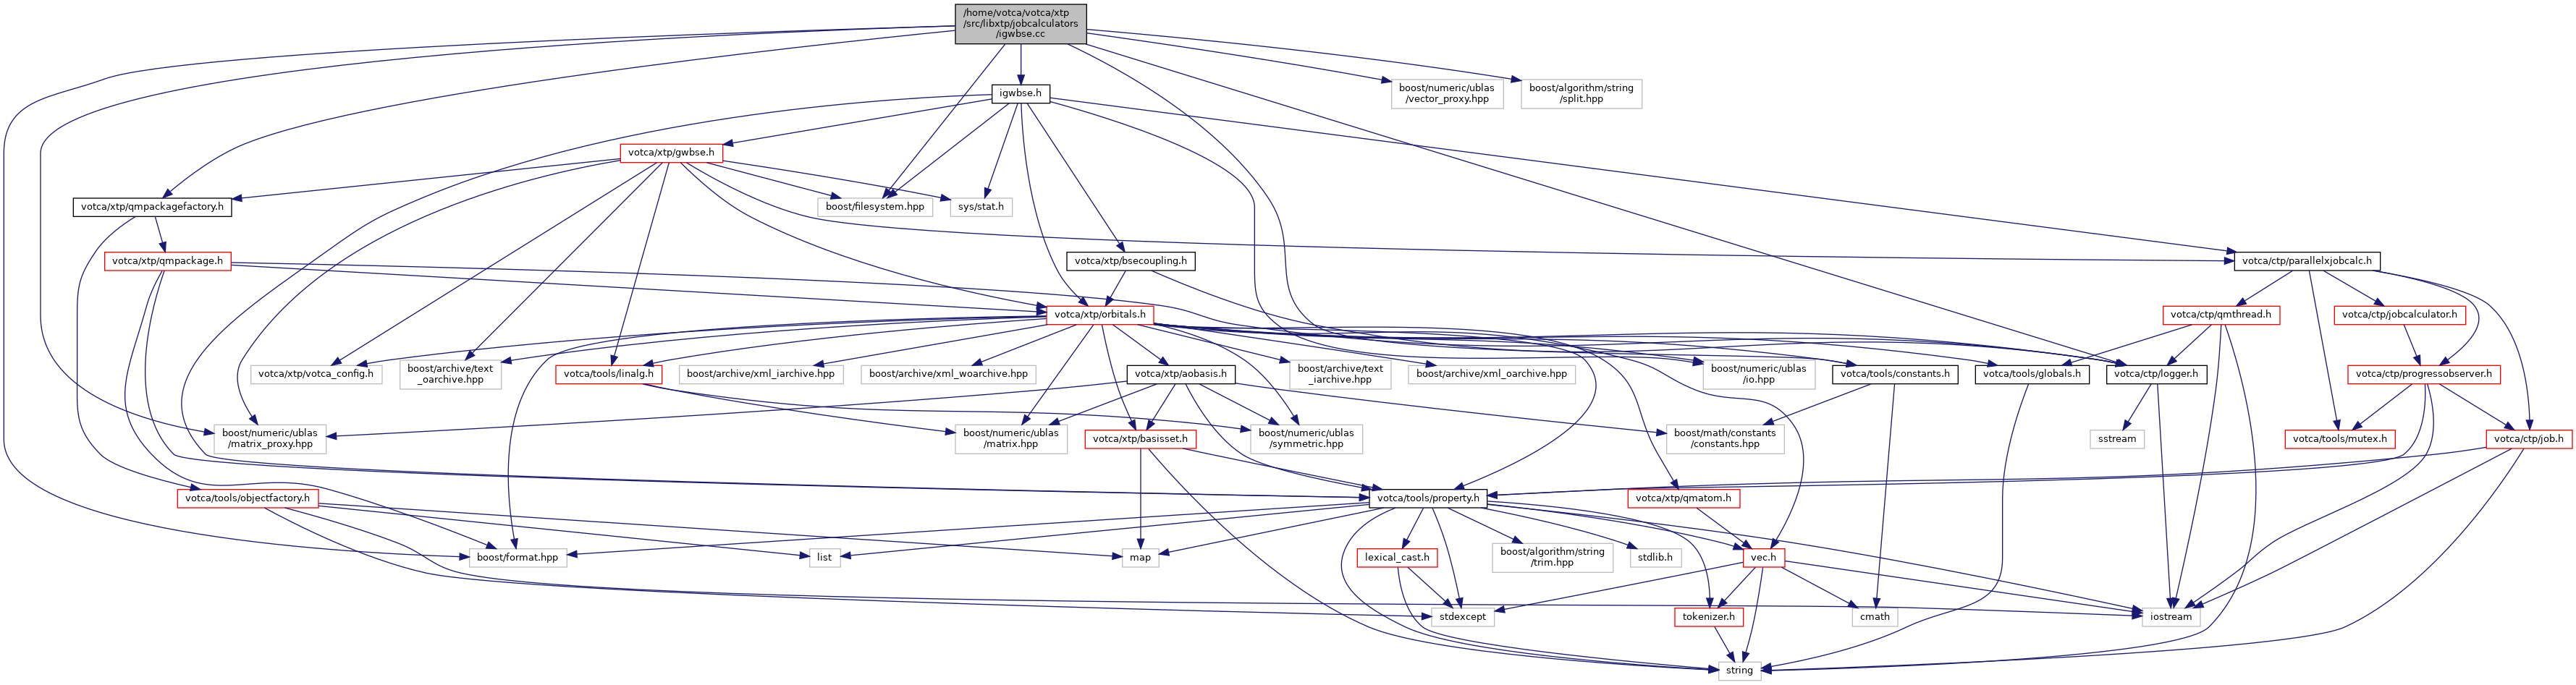 /home/votca/votca/xtp
/src/libxtp/jobcalculators
/igwbse.cc
igwbse.h
boost/numeric/ublas
/vector_proxy.hpp
boost/algorithm/string
/split.hpp
votca/xtp/gwbse.h
votca/xtp/qmpackagefactory.h
boost/filesystem.hpp
sys/stat.h
votca/xtp/qmpackage.h
votca/xtp/bsecoupling.h
votca/ctp/parallelxjobcalc.h
votca/xtp/orbitals.h
votca/ctp/qmthread.h
votca/ctp/jobcalculator.h
votca/xtp/votca_config.h
boost/archive/text
_oarchive.hpp
votca/tools/linalg.h
boost/archive/xml_iarchive.hpp
boost/archive/xml_woarchive.hpp
votca/xtp/aobasis.h
boost/archive/text
_iarchive.hpp
boost/archive/xml_oarchive.hpp
boost/numeric/ublas
/io.hpp
votca/tools/constants.h
votca/tools/globals.h
votca/ctp/logger.h
votca/ctp/progressobserver.h
boost/numeric/ublas
/matrix_proxy.hpp
boost/numeric/ublas
/matrix.hpp
votca/xtp/basisset.h
boost/numeric/ublas
/symmetric.hpp
boost/math/constants
/constants.hpp
sstream
votca/tools/mutex.h
votca/ctp/job.h
votca/tools/objectfactory.h
votca/tools/property.h
votca/xtp/qmatom.h
boost/format.hpp
list
map
lexical_cast.h
boost/algorithm/string
/trim.hpp
stdlib.h
vec.h
stdexcept
tokenizer.h
cmath
iostream
string